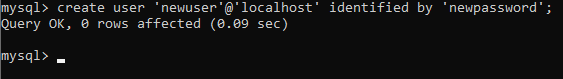 mysql> create user 'newuser'@'localhost' identified by 'newpassword';
Query OK, 0 rows affected (0.09 sec)
mysql>